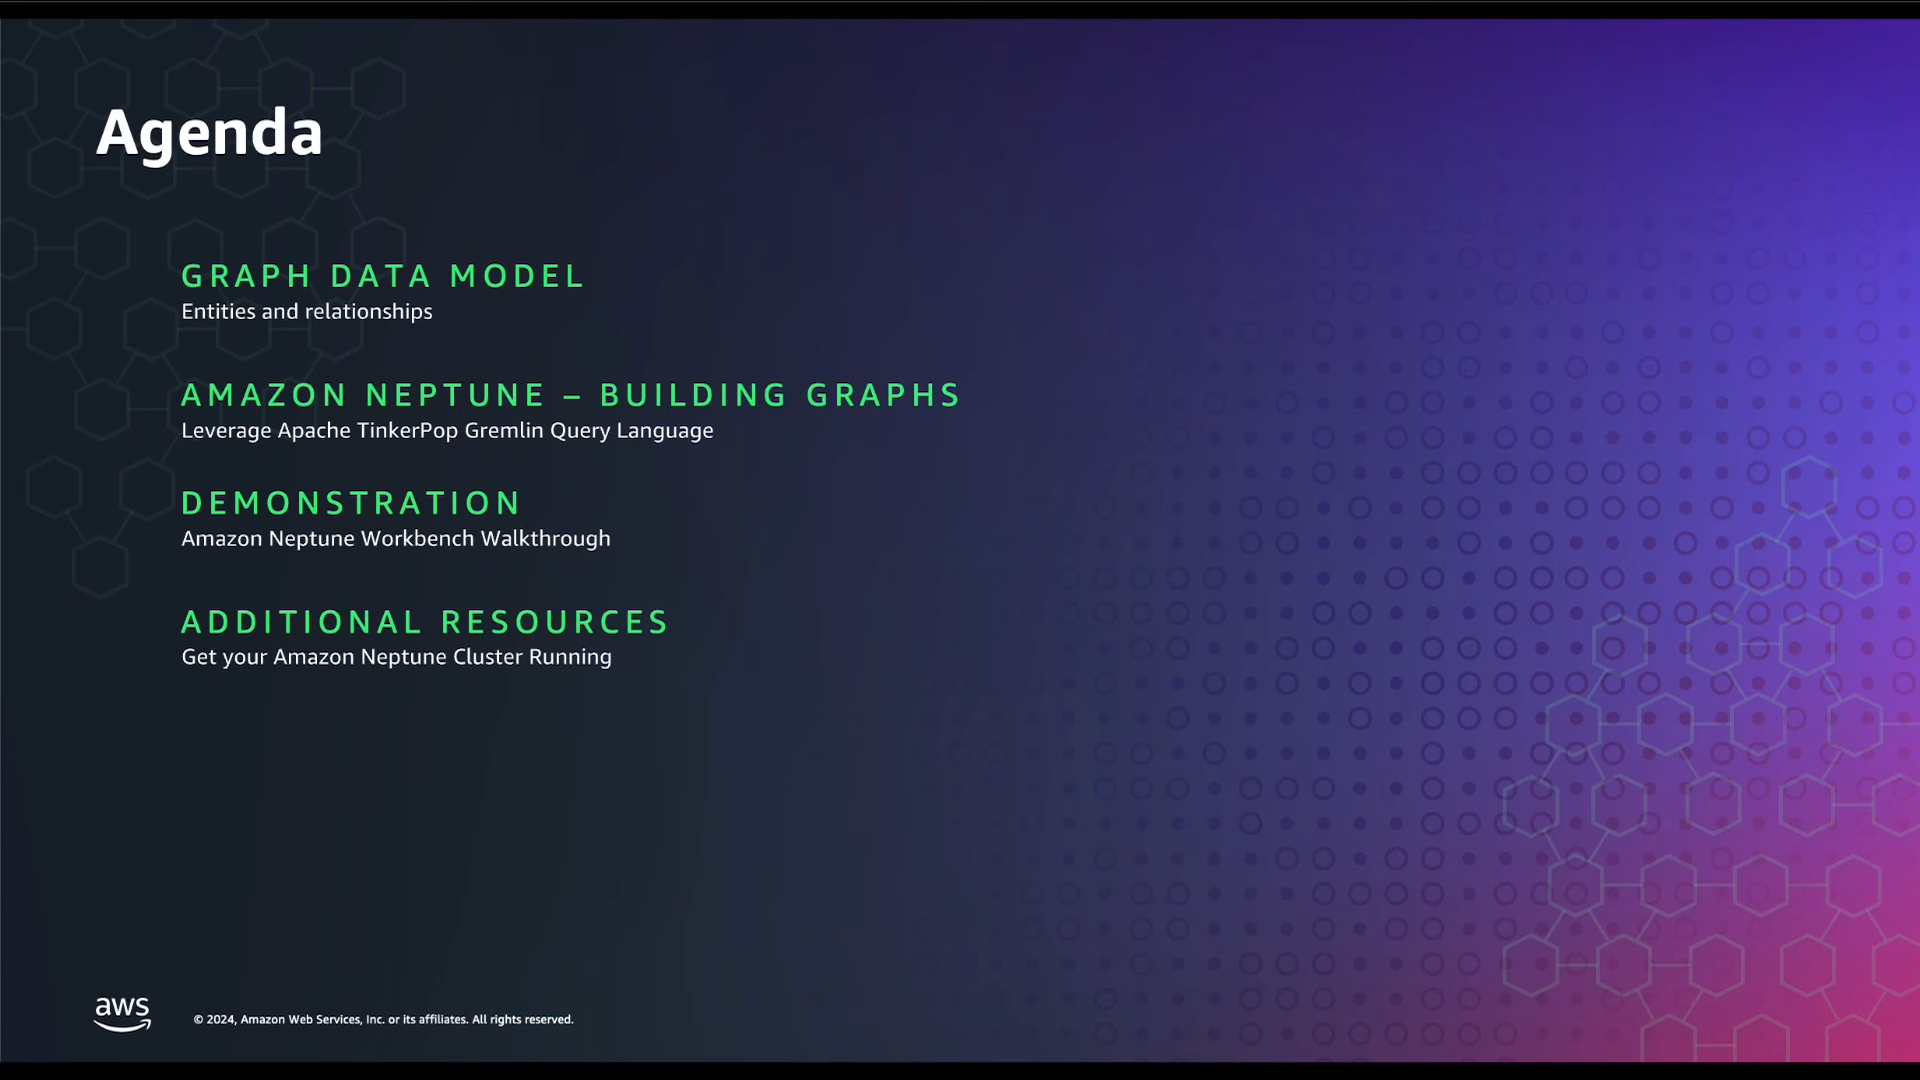 Agenda
GRAPH DATA MODEL
Entities and relationships
AMAZON NEPTUNE – BUILDING GRAPHS
Leverage Apache TinkerPop Gremlin Query Language
DEMONSTRATION
Amazon Neptune Workbench Walkthrough
ADDITIONAL RESOURCES
Get your Amazon Neptune Cluster Running
aws
© 2024, Amazon Web Services, Inc. or its affiliates. All rights reserved.